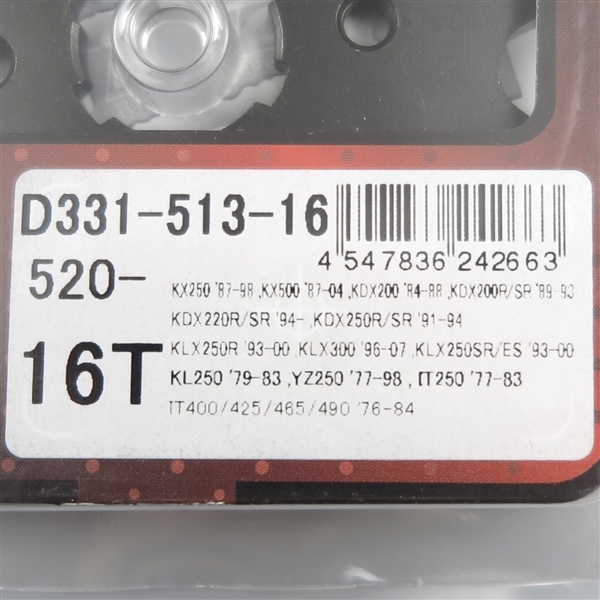 D331-513-16
4 547836 242663
520-
16T
KX250 '87-98 ,KX500 '87-04 ,KDX200 '84-88 ,KDX200R/SR '89-93
KDX220R/SR '94- ,KDX250R/SR '91-94
KLX250R '93-00 ,KLX300 '96-07 ,KLX250SR/ES '93-00
KL250 '79-83 ,YZ250 '77-98 , IT250 '77-83
IT400/425/465/490 '76-84